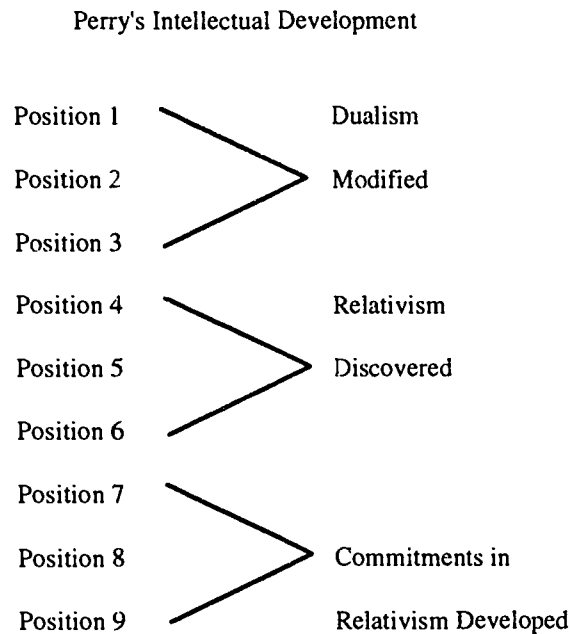 Perry's Intellectual Development
Position 1 Dualism
Position 2 Modified
Position 3
Position 4 Relativism
Position 5 Discovered
Position 6
Position 7
Position 8 Commitments in
Position 9 Relativism Developed